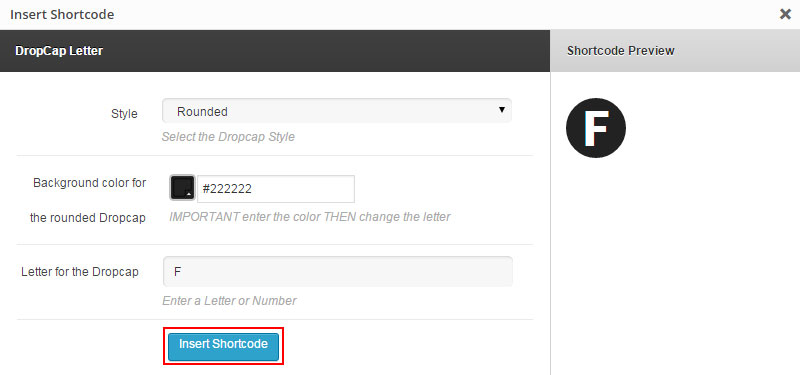 Insert Shortcode
DropCap Letter
Shortcode Preview
Style
Rounded
Select the Dropcap Style
F
Background color for
the rounded Dropcap
#222222
IMPORTANT enter the color THEN change the letter
Letter for the Dropcap
F
Enter a Letter or Number
Insert Shortcode